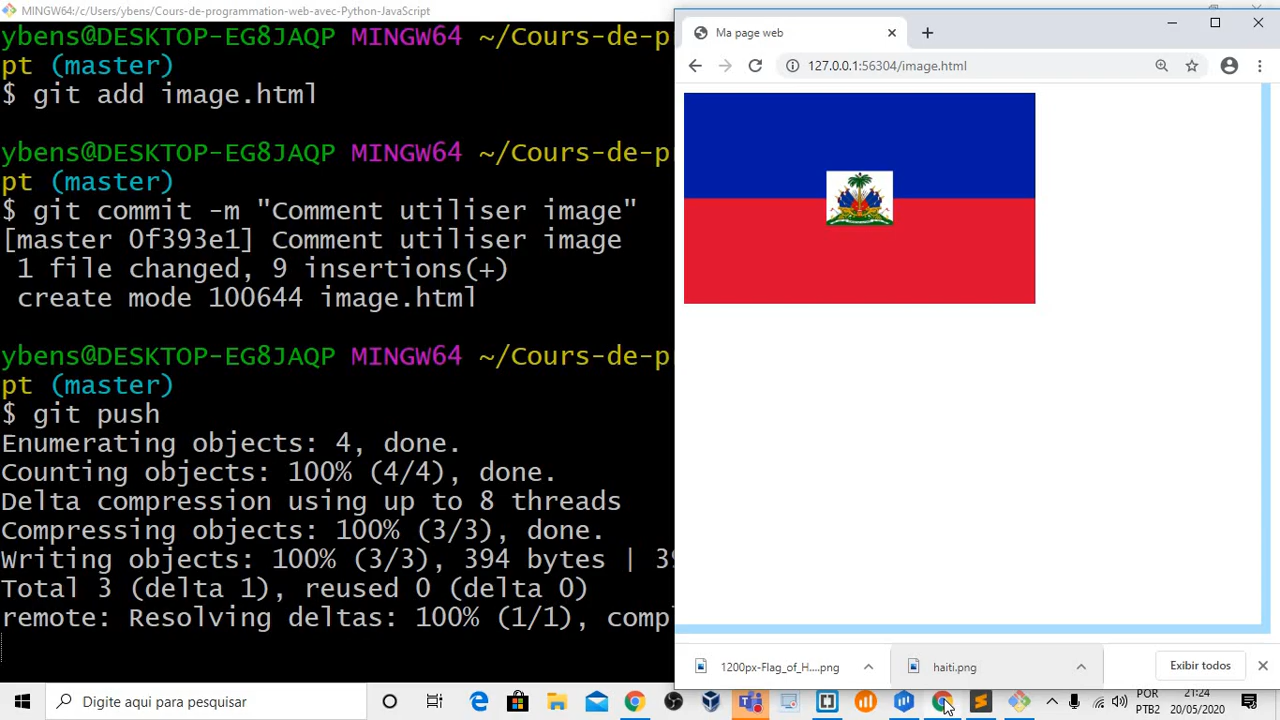 MINGW64:/c/Users/ybens/Cours-de-programmation-web-avec-Python-JavaScript
ybens@DESKTOP-EG8JAQP MINGW64 ~/Cours-de-p
pt (master)
$ git add image.html
ybens@DESKTOP-EG8JAQP MINGW64 ~/Cours-de-p
pt (master)
$ git commit -m "Comment utiliser image"
[master 0f393e1] Comment utiliser image
1 file changed, 9 insertions(+)
create mode 100644 image.html
ybens@DESKTOP-EG8JAQP MINGW64 ~/Cours-de-p
pt (master)
$ git push
Enumerating objects: 4, done.
Counting objects: 100% (4/4), done.
Delta compression using up to 8 threads
Compressing objects: 100% (3/3), done.
Writing objects: 100% (3/3), 394 bytes | 39
Total 3 (delta 1), reused 0 (delta 0)
remote: Resolving deltas: 100% (1/1), comp
Ma page web
127.0.0.1:56304/image.html
1200px-Flag_of_H....png
haiti.png
Exibir todos
Digite aqui para pesquisar
POR
PTB2
21:24
20/05/2020